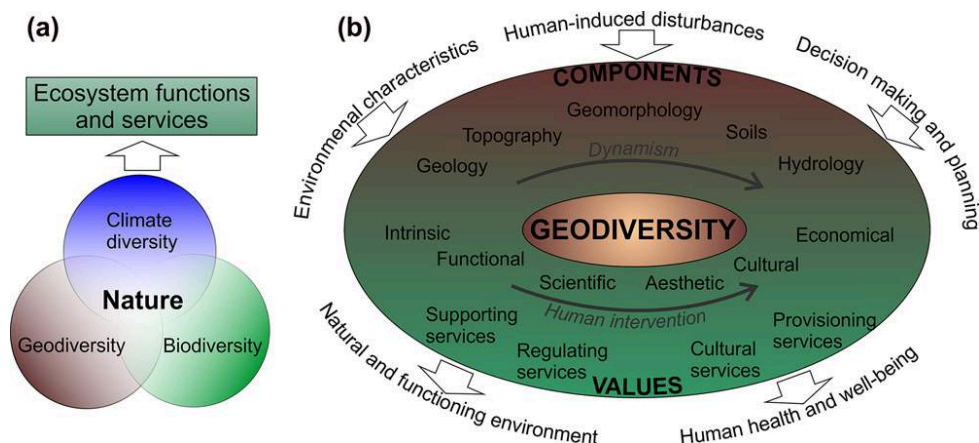 (a)
Ecosystem functions
and services
Climate
diversity
Nature
Geodiversity
Biodiversity
(b)
Human-induced disturbances
Environmenal characteristics
Decision making and planning
COMPONENTS
Geomorphology
Topography
Soils
Geology
Dynamism
Hydrology
GEODIVERSITY
Intrinsic
Economical
Functional
Cultural
Scientific
Aesthetic
Human intervention
Supporting
services
Regulating
services
Cultural
services
Provisioning
services
VALUES
Natural and functioning environment
Human health and well-being